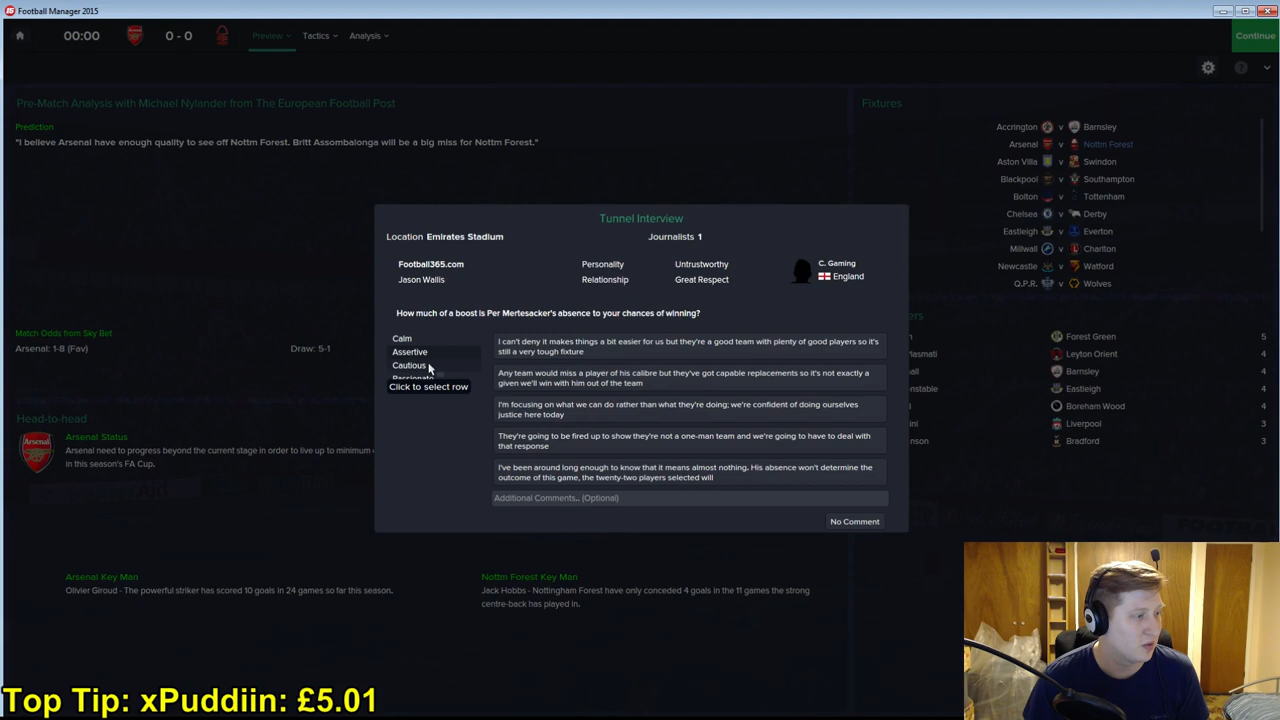 Football Manager 2015
00:00
0 - 0
Preview
Tactics
Analysis
Continue
Pre-Match Analysis with Michael Nylander from The European Football Post
Prediction
"I believe Arsenal have enough quality to see off Nottm Forest. Britt Assombalonga will be a big miss for Nottm Forest."
Match Odds from Sky Bet
Arsenal: 1-8 (Fav)
Draw: 5-1
Head-to-head
Arsenal Status
Arsenal need to progress beyond the current stage in order to live up to minimum
in this season's FA Cup.
Arsenal Key Man
Olivier Giroud - The powerful striker has scored 10 goals in 24 games so far this season.
Nottm Forest Key Man
Jack Hobbs - Nottingham Forest have only conceded 4 goals in the 11 games the strong
centre-back has played in.
Tunnel Interview
Location Emirates Stadium
Journalists 1
Football365.com
Personality
Untrustworthy
Jason Wallis
Relationship
Great Respect
C. Gaming
England
How much of a boost is Per Mertesacker's absence to your chances of winning?
Calm
Assertive
Cautious
Passionate
Click to select row
I can't deny it makes things a bit easier for us but they're a good team with plenty of good players so it's
still a very tough fixture
Any team would miss a player of his calibre but they've got capable replacements so it's not exactly a
given we'll win with him out of the team
I'm focusing on what we can do rather than what they're doing; we're confident of doing ourselves
justice here today
They're going to be fired up to show they're not a one-man team and we're going to have to deal with
that response
I've been around long enough to know that it means almost nothing. His absence won't determine the
outcome of this game, the twenty-two players selected will
Additional Comments.. (Optional)
No Comment
Fixtures
Accrington v Barnsley
Arsenal v Nottm Forest
Aston Villa v Swindon
Blackpool v Southampton
Bolton v Tottenham
Chelsea v Derby
Eastleigh v Everton
Millwall v Charlton
Newcastle v Watford
Q.P.R. v Wolves
Forest Green 5
Leyton Orient 4
Barnsley 4
Eastleigh 4
Boreham Wood 4
Liverpool 3
Bradford 3
Top Tip: xPuddiin: £5.01